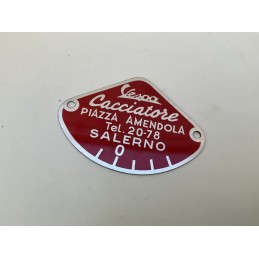 Vespa
Cacciatore
PIAZZA AMENDOLA
Tel. 20-78
SALERNO
0